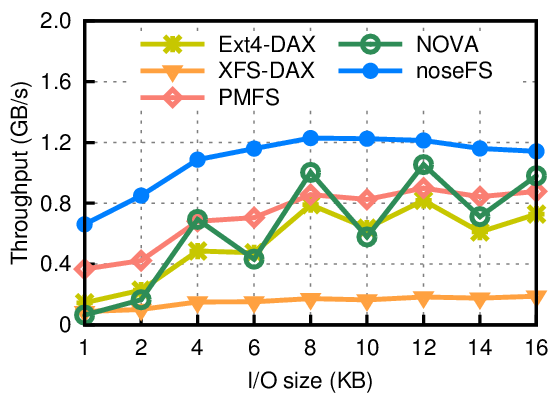 2.0
1.6
1.2
0.8
0.4
0
Throughput (GB/s)
Ext4-DAX
XFS-DAX
PMFS
NOVA
noseFS
1 2 4 6 8 10 12 14 16
I/O size (KB)